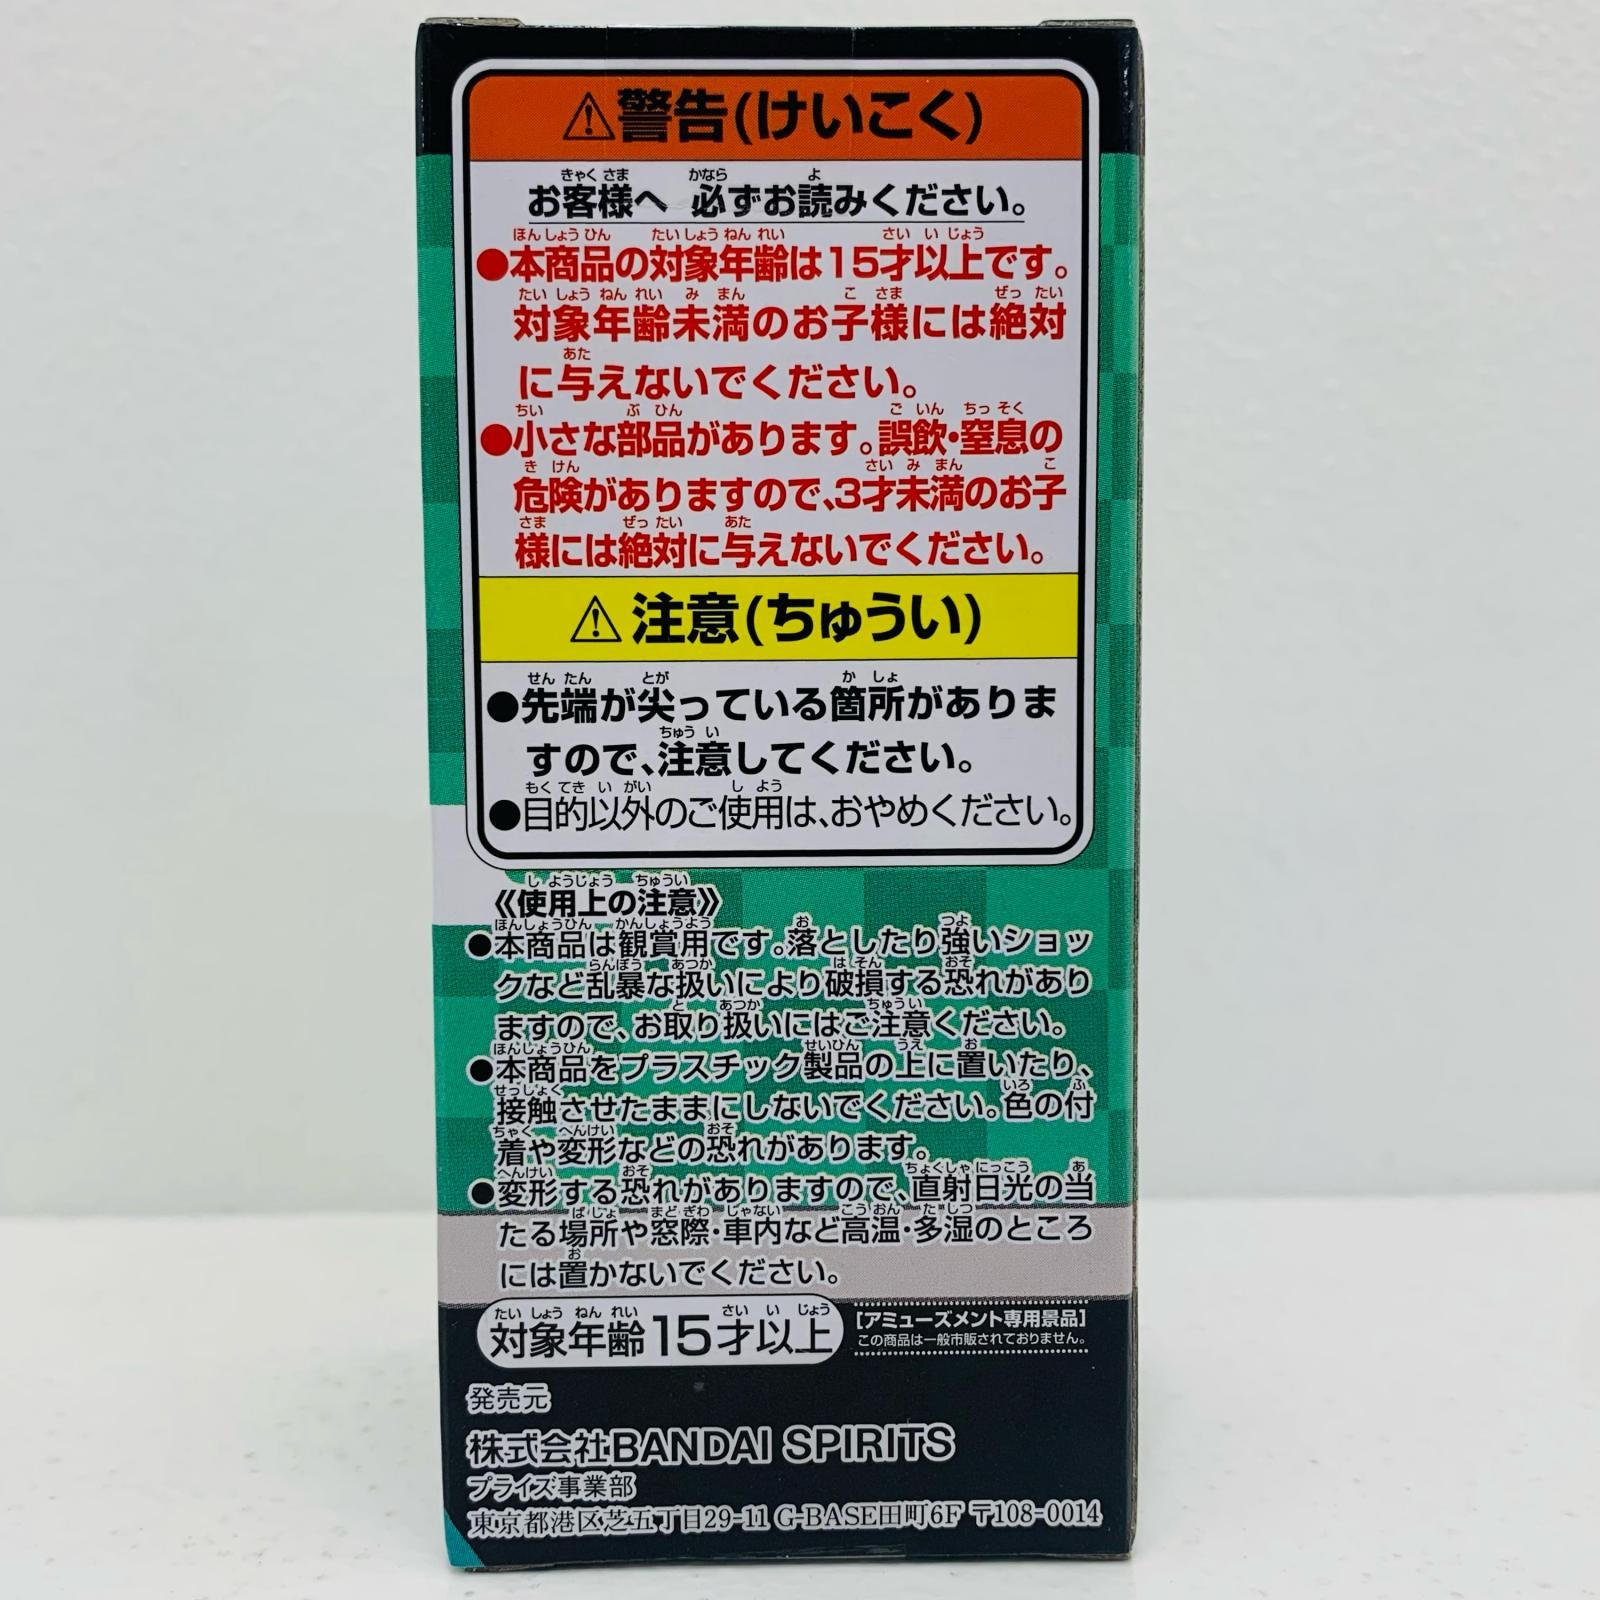 ⚠警告(けいこく)
お客様へ 必ずお読みください。
●本商品の対象年齢は15才以上です。
対象年齢未満のお子様には絶対
に与えないでください。
●小さな部品があります。誤飲・窒息の
危険がありますので、3才未満のお子
様には絶対に与えないでください。
⚠注意(ちゅうい)
●先端が尖っている箇所がありま
すので、注意してください。
●目的以外のご使用は、おやめください。
《使用上の注意》
●本商品は観賞用です。落としたり強いショッ
クなど乱暴な扱いにより破損する恐れがあり
ますので、お取り扱いにはご注意ください。
●本商品をプラスチック製品の上に置いたり、
接触させたままにしないでください。色の付
着や変形などの恐れがあります。
●変形する恐れがありますので、直射日光の当
たる場所や窓際・車内など高温・多湿のところ
には置かないでください。
対象年齢15才以上
[アミューズメント専用景品]
この商品は一般市販されておりません。
発売元
株式会社BANDAI SPIRITS
プライズ事業部
東京都港区芝五丁目29-11 G-BASE田町6F 〒108-0014